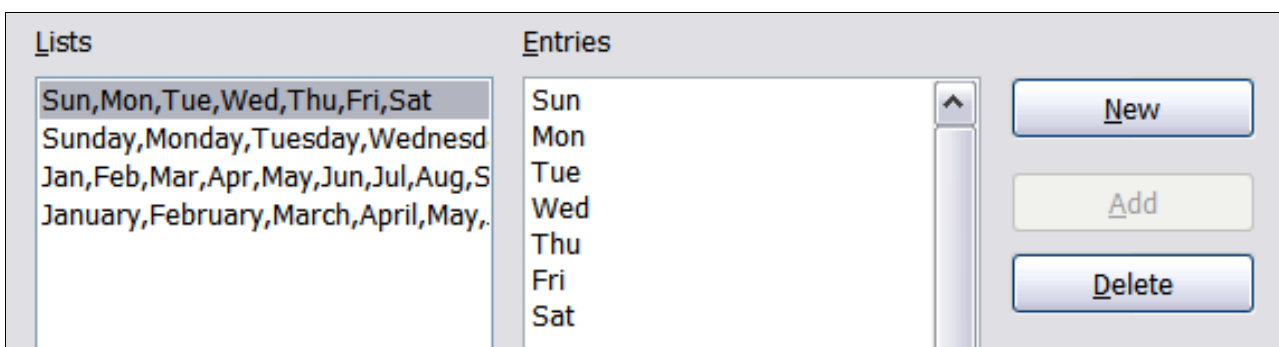 Lists
Sun,Mon,Tue,Wed,Thu,Fri,Sat
Sunday,Monday,Tuesday,Wednesd
Jan,Feb,Mar,Apr,May,Jun,Jul,Aug,S
January,February,March,April,May,.
Entries
Sun
Mon
Tue
Wed
Thu
Fri
Sat
New
Add
Delete